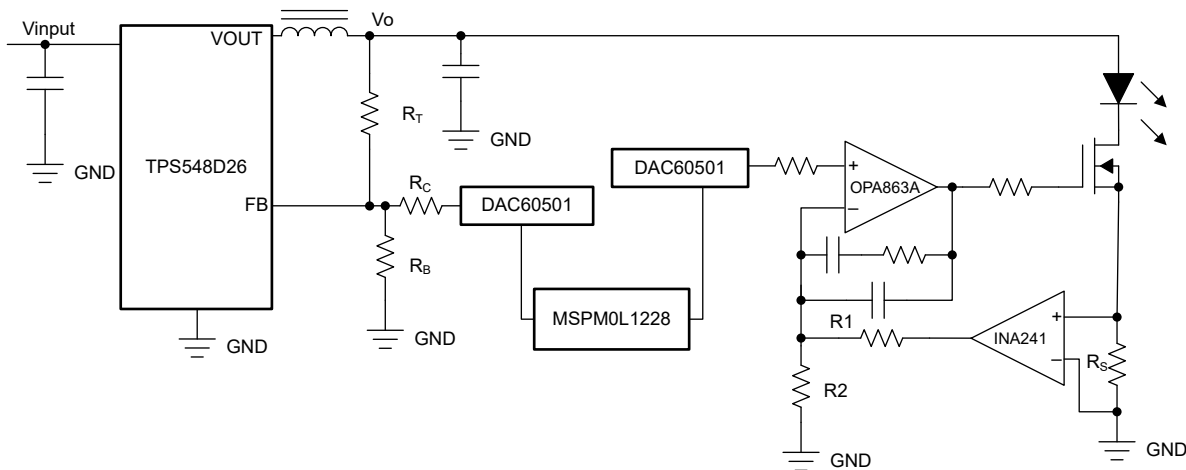 Vinput
VOUT
Vo
R_T
GND
GND
TPS548D26
FB
R_C
DAC60501
DAC60501
OPA863A
+
−
R_B
MSPM0L1228
GND
GND
R1
INA241
+
−
R_S
R2
GND
GND